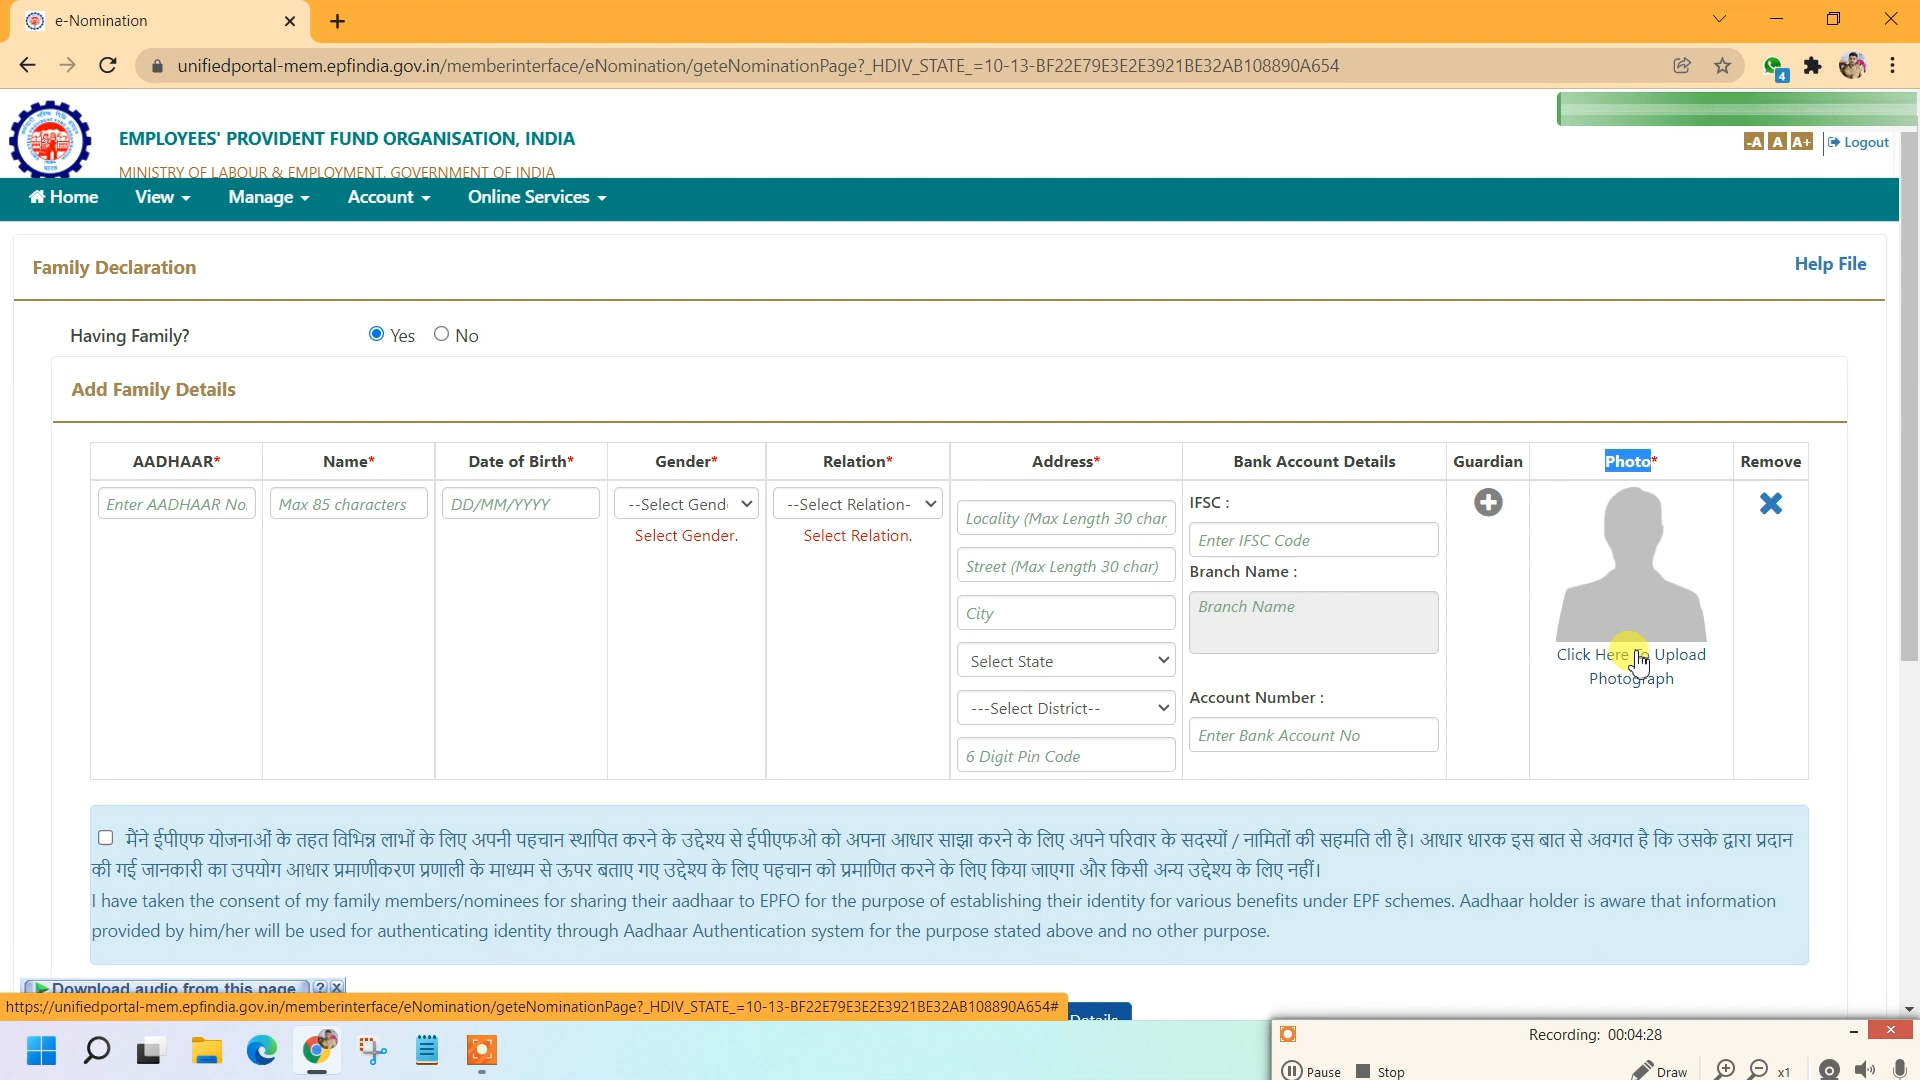 e-Nomination
unifiedportal-mem.epfindia.gov.in/memberinterface/eNomination/geteNominationPage?_HDIV_STATE_=10-13-BF22E79E3E2E3921BE32AB108890A654
4
EMPLOYEES' PROVIDENT FUND ORGANISATION, INDIA
MINISTRY OF LABOUR & EMPLOYMENT, GOVERNMENT OF INDIA
-A A A+ Logout
Home View Manage Account Online Services
Family Declaration
Help File
Having Family? Yes No
Add Family Details
AADHAAR* Name* Date of Birth* Gender* Relation* Address* Bank Account Details Guardian Photo* Remove
Enter AADHAAR No. Max 85 characters DD/MM/YYYY --Select Gend --Select Relation-
Select Gender. Select Relation.
Locality (Max Length 30 char
Street (Max Length 30 char)
City
Select State
---Select District--
6 Digit Pin Code
IFSC :
Enter IFSC Code
Branch Name :
Branch Name
Account Number :
Enter Bank Account No
Click Here To Upload
Photograph
मैंने ईपीएफ योजनाओं के तहत विभिन्न लाभों के लिए अपनी पहचान स्थापित करने के उद्देश्य से ईपीएफओ को अपना आधार साझा करने के लिए अपने परिवार के सदस्यों / नामितों की सहमति ली है। आधार धारक इस बात से अवगत है कि उसके द्वारा प्रदान
की गई जानकारी का उपयोग आधार प्रमाणीकरण प्रणाली के माध्यम से ऊपर बताए गए उद्देश्य के लिए पहचान को प्रमाणित करने के लिए किया जाएगा और किसी अन्य उद्देश्य के लिए नहीं।
I have taken the consent of my family members/nominees for sharing their aadhaar to EPFO for the purpose of establishing their identity for various benefits under EPF schemes. Aadhaar holder is aware that information
provided by him/her will be used for authenticating identity through Aadhaar Authentication system for the purpose stated above and no other purpose.
Download audio from this page ? x
https://unifiedportal-mem.epfindia.gov.in/memberinterface/eNomination/geteNominationPage?_HDIV_STATE_=10-13-BF22E79E3E2E3921BE32AB108890A654#
Details
Recording: 00:04:28
Pause Stop Draw x1